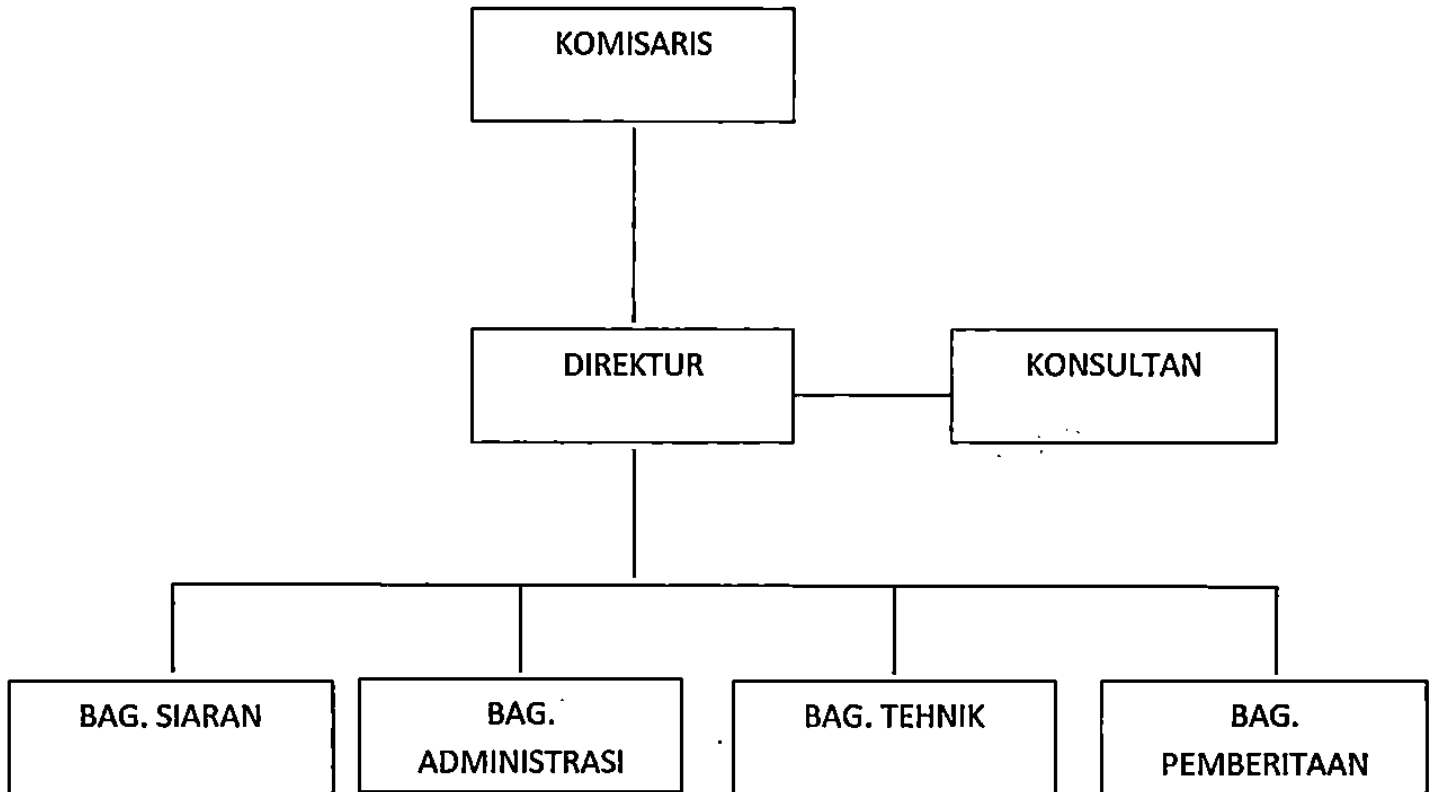 KOMISARIS
DIREKTUR
KONSULTAN
BAG. SIARAN
BAG.
ADMINISTRASI
BAG. TEHNIK
BAG.
PEMBERITAAN